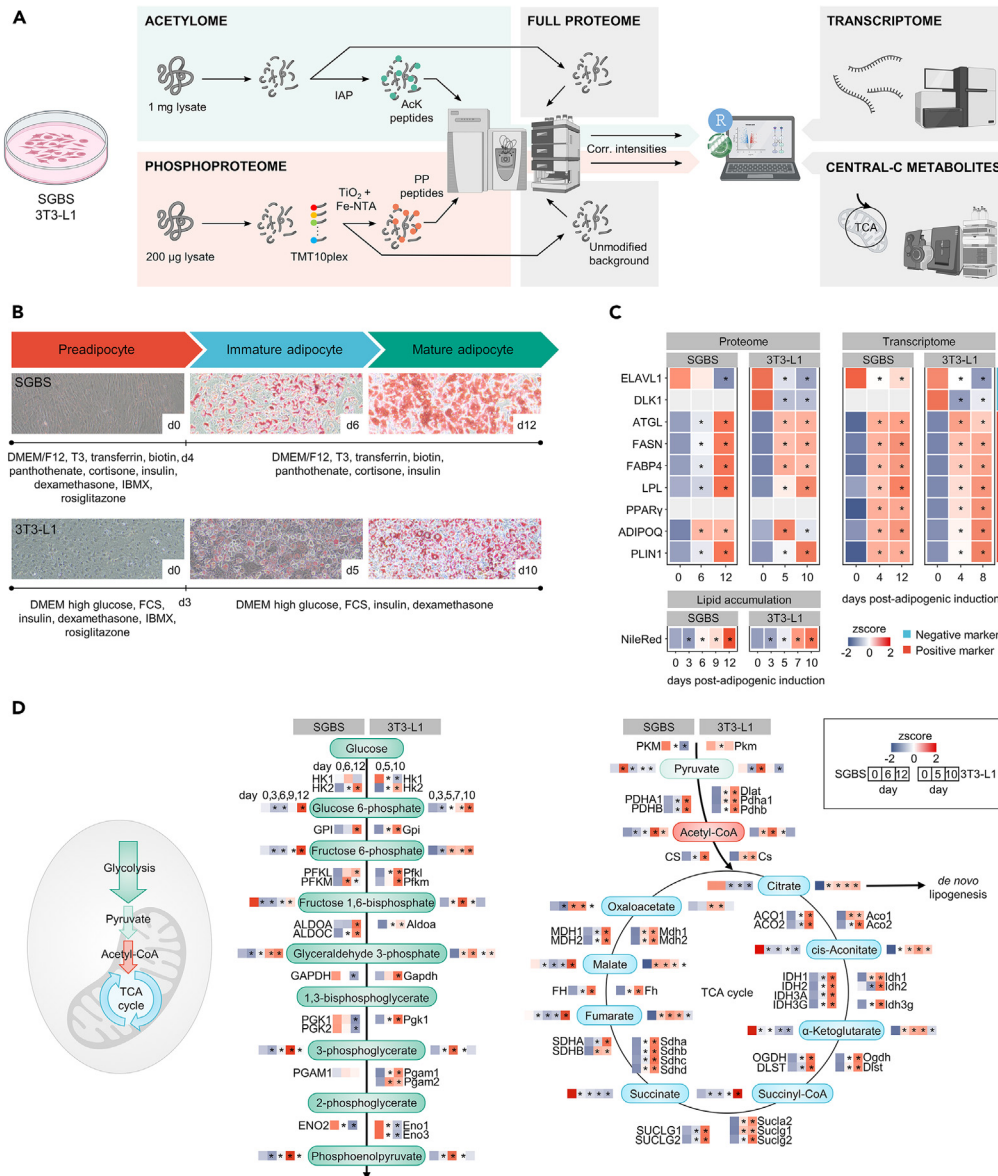 A
ACETYLOME
FULL PROTEOME
TRANSCRIPTOME
1 mg lysate
IAP
AcK
peptides
SGBS
3T3-L1
Corr. intensities
R
PHOSPHOPROTEOME
TiO2 +
Fe-NTA
PP
peptides
200 µg lysate
TMT10plex
Unmodified
background
CENTRAL-C METABOLITES
TCA
B
Preadipocyte
Immature adipocyte
Mature adipocyte
SGBS
d0
d6
d12
DMEM/F12, T3, transferrin, biotin,
panthothenate, cortisone, insulin,
dexamethasone, IBMX,
rosiglitazone
d4
DMEM/F12, T3, transferrin, biotin,
panthothenate, cortisone, insulin
3T3-L1
d0
d5
d10
DMEM high glucose, FCS,
insulin, dexamethasone, IBMX,
rosiglitazone
d3
DMEM high glucose, FCS, insulin, dexamethasone
C
Proteome
Transcriptome
SGBS
3T3-L1
SGBS
3T3-L1
ELAVL1
DLK1
ATGL
FASN
FABP4
LPL
PPARγ
ADIPOQ
PLIN1
0 6 12
0 5 10
0 4 12
0 4 8
days post-adipogenic induction
days post-adipogenic induction
Lipid accumulation
SGBS
3T3-L1
NileRed
0 3 6 9 12
0 3 5 7 10
days post-adipogenic induction
zscore
-2 2
Negative marker
Positive marker
D
Glycolysis
Pyruvate
Acetyl-CoA
TCA
cycle
SGBS
3T3-L1
Glucose
day 0,6,12
0,5,10
HK1
HK2
Hk1
Hk2
day 0,3,6,9,12
0,3,5,7,10
Glucose 6-phosphate
GPI
Gpi
Fructose 6-phosphate
PFKL
PFKM
Pfkl
Pfkm
Fructose 1,6-bisphosphate
ALDOA
ALDOC
Aldoa
Glyceraldehyde 3-phosphate
GAPDH
Gapdh
1,3-bisphosphoglycerate
PGK1
PGK2
Pgk1
3-phosphoglycerate
PGAM1
Pgam1
Pgam2
2-phosphoglycerate
ENO2
Eno1
Eno3
Phosphoenolpyruvate
SGBS
3T3-L1
PKM
Pkm
Pyruvate
PDHA1
PDHB
Dlat
Pdha1
Pdhb
Acetyl-CoA
CS
Cs
Citrate
de novo
lipogenesis
Oxaloacetate
ACO1
ACO2
Aco1
Aco2
MDH1
MDH2
Mdh1
Mdh2
cis-Aconitate
Malate
IDH1
IDH2
IDH3A
IDH3G
Idh1
Idh2
Idh3g
FH
Fh
TCA cycle
Fumarate
α-Ketoglutarate
SDHA
SDHB
Sdha
Sdhb
Sdhc
Sdhd
OGDH
DLST
Ogdh
Dlst
Succinate
Succinyl-CoA
SUCLG1
SUCLG2
Sucla2
Suclg1
Suclg2
zscore
-2 2
SGBS 0 6 12
0 5 10 3T3-L1
day
day